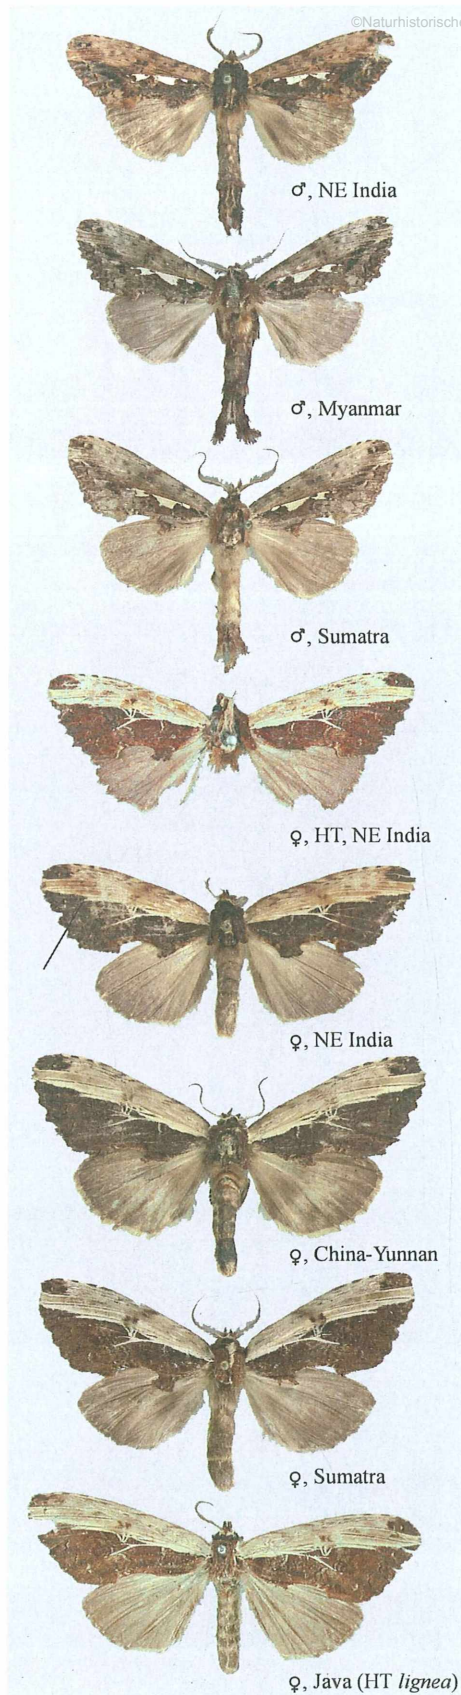 ©Naturhistorische
♂, NE India
♂, Myanmar
♂, Sumatra
♀, HT, NE India
♀, NE India
♀, China-Yunnan
♀, Sumatra
♀, Java (HT lignea)